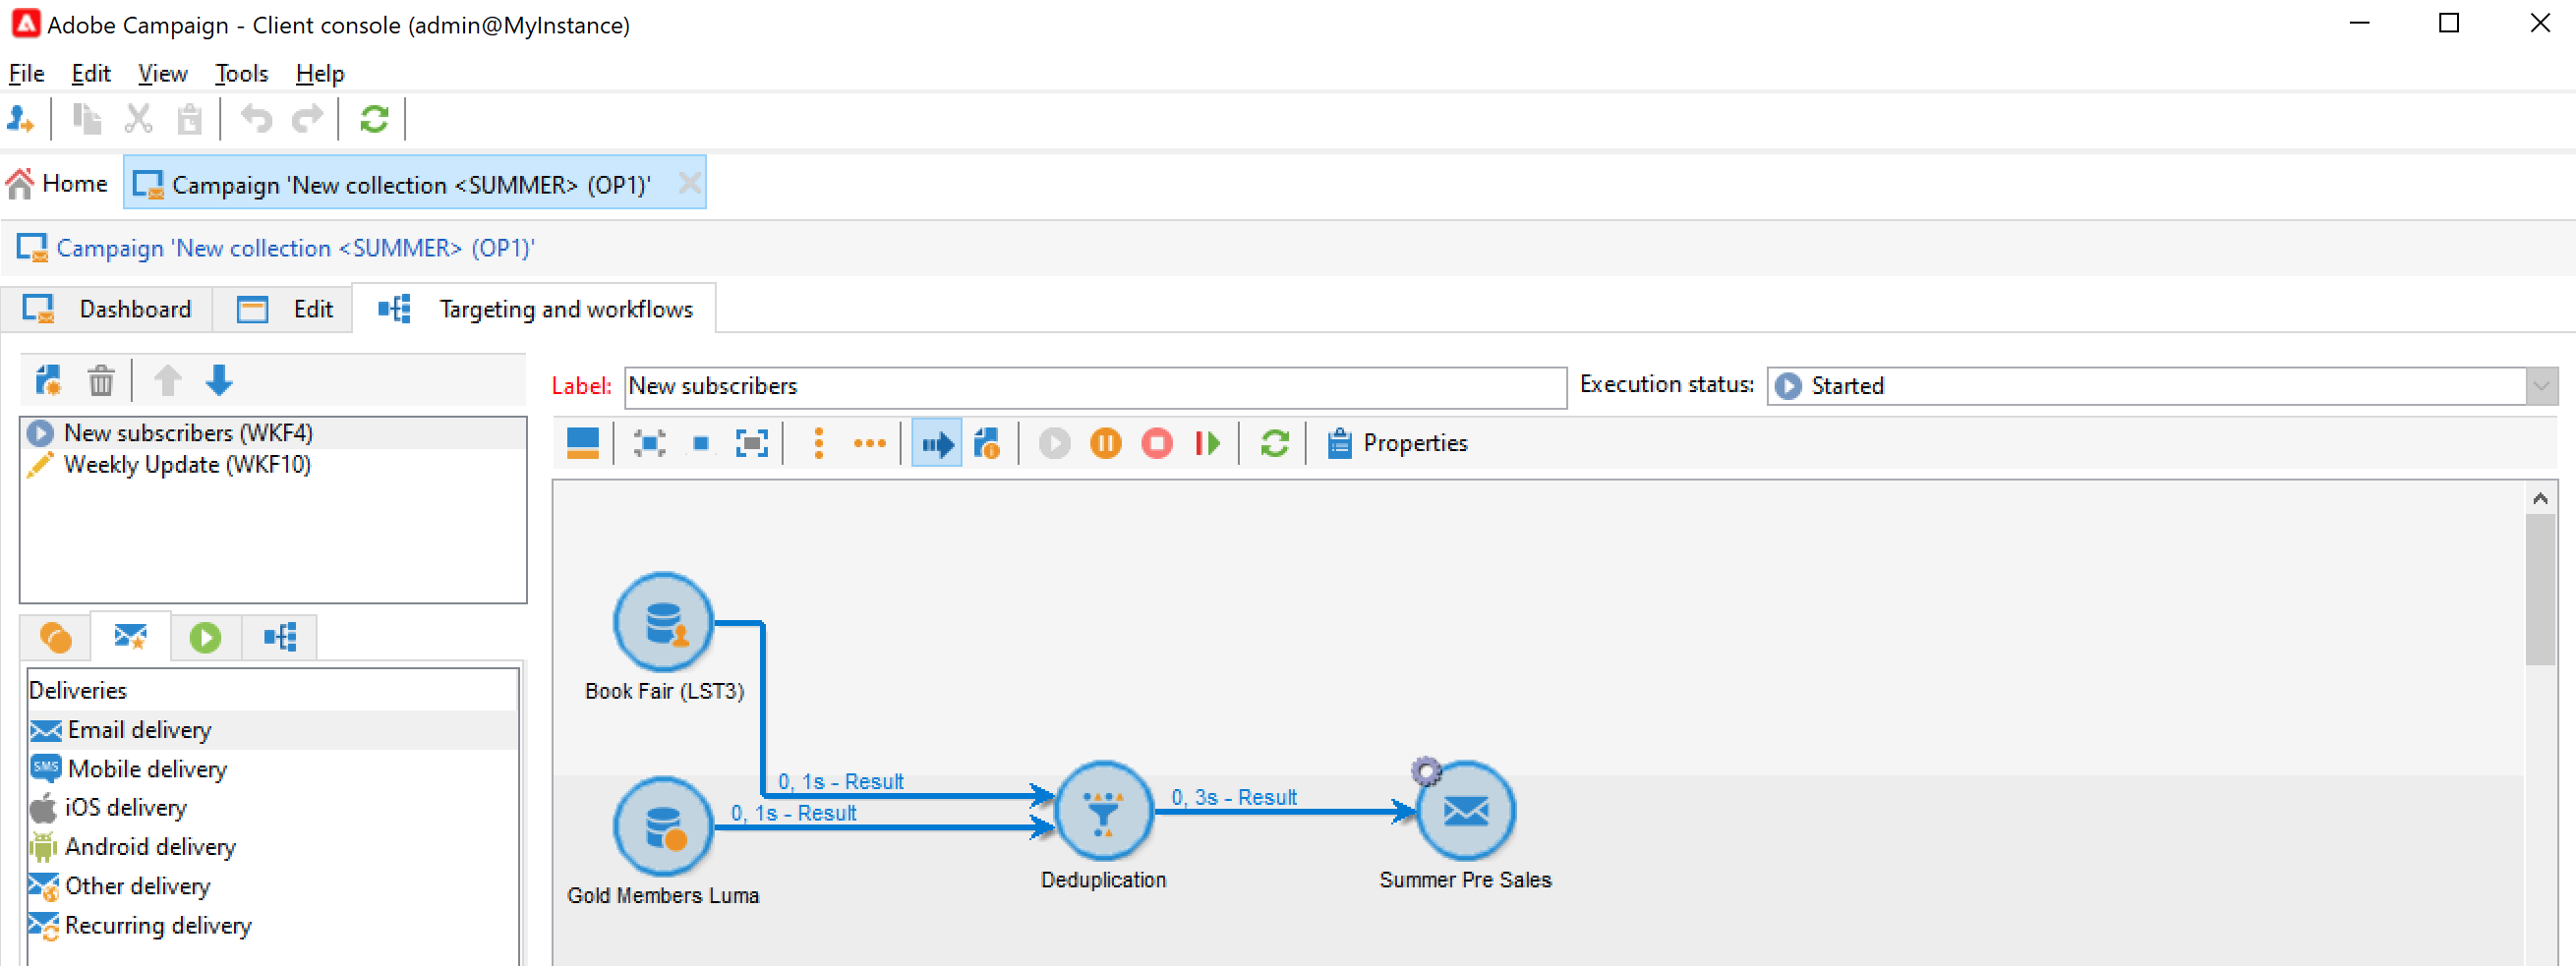 Adobe Campaign - Client console (admin@MyInstance)
File Edit View Tools Help
Home Campaign 'New collection <SUMMER> (OP1)'
Campaign 'New collection <SUMMER> (OP1)'
Dashboard Edit Targeting and workflows
Label: New subscribers Execution status: Started
New subscribers (WKF4)
Weekly Update (WKF10)
Properties
Deliveries
Email delivery
SMS Mobile delivery
iOS delivery
Android delivery
Other delivery
Recurring delivery
Book Fair (LST3)
0, 1s - Result
0, 1s - Result
Gold Members Luma
Deduplication
0, 3s - Result
Summer Pre Sales